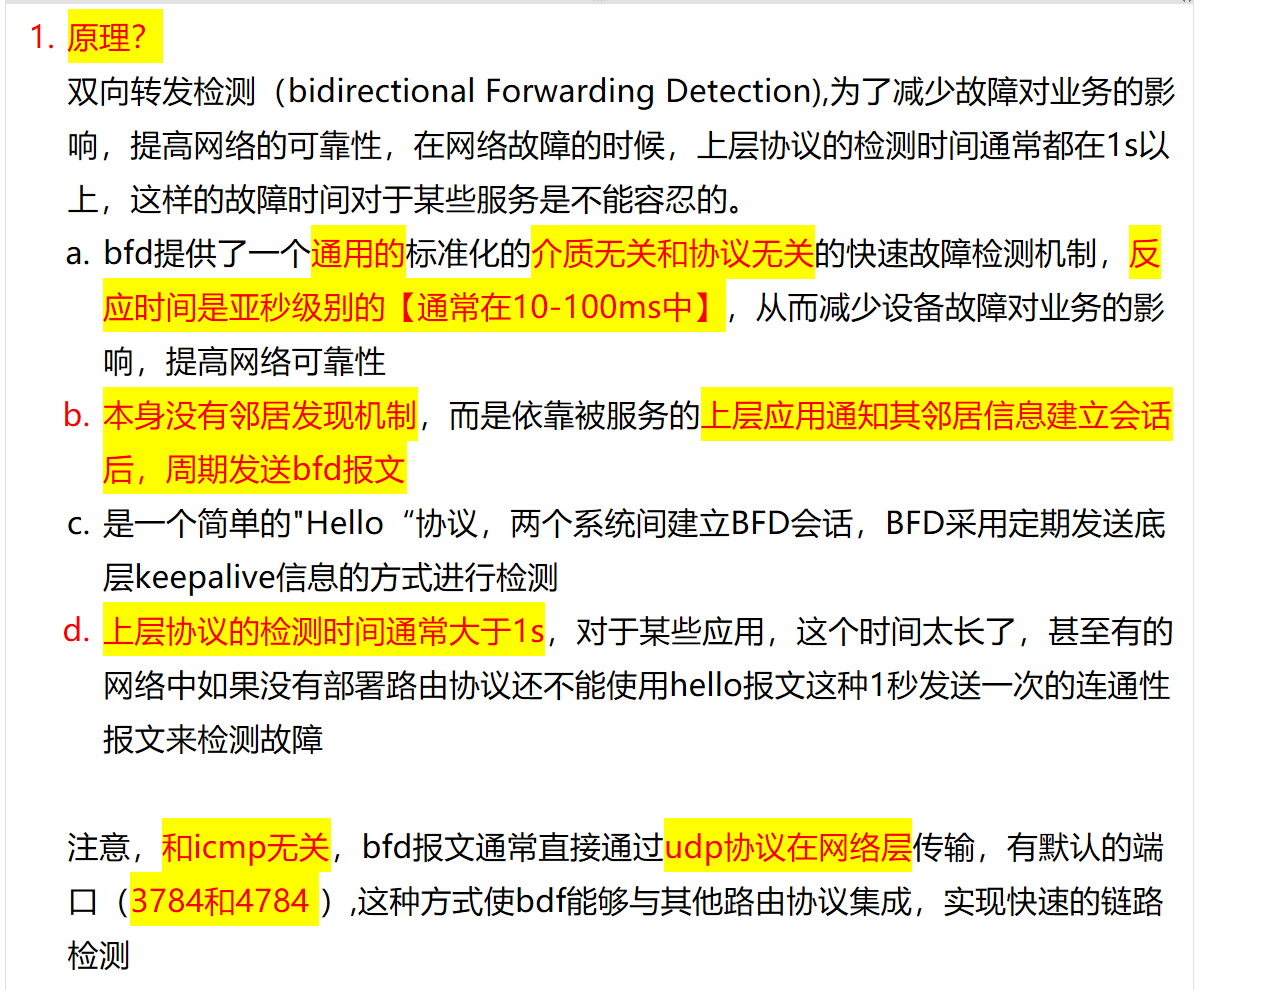 1. 原理？
双向转发检测（bidirectional Forwarding Detection),为了减少故障对业务的影
响，提高网络的可靠性，在网络故障的时候，上层协议的检测时间通常都在1s以
上，这样的故障时间对于某些服务是不能容忍的。
a. bfd提供了一个通用的标准化的介质无关和协议无关的快速故障检测机制，反
应时间是亚秒级别的【通常在10-100ms中】，从而减少设备故障对业务的影
响，提高网络可靠性
b. 本身没有邻居发现机制，而是依靠被服务的上层应用通知其邻居信息建立会话
后，周期发送bfd报文
c. 是一个简单的"Hello“协议，两个系统间建立BFD会话，BFD采用定期发送底
层keepalive信息的方式进行检测
d. 上层协议的检测时间通常大于1s，对于某些应用，这个时间太长了，甚至有的
网络中如果没有部署路由协议还不能使用hello报文这种1秒发送一次的连通性
报文来检测故障
注意，和icmp无关，bfd报文通常直接通过udp协议在网络层传输，有默认的端
口（3784和4784 ）,这种方式使bdf能够与其他路由协议集成，实现快速的链路
检测